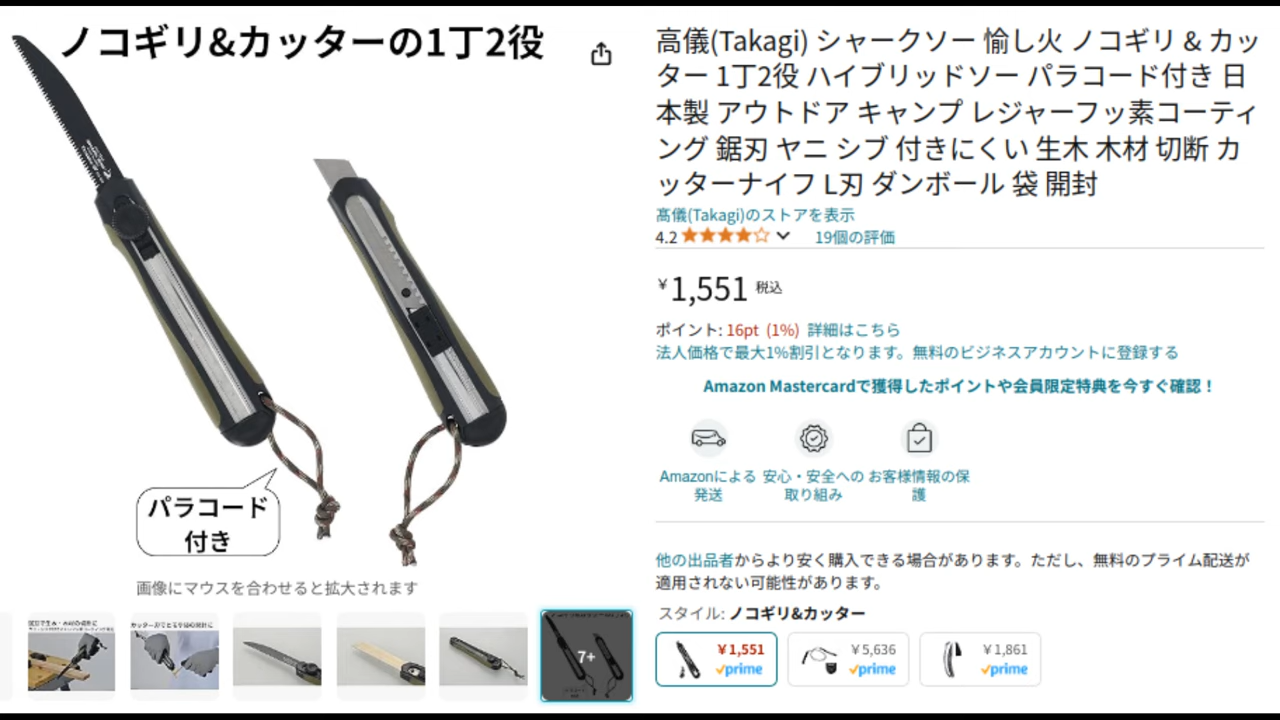 ノコギリ&カッターの1丁2役
パラコード
付き
画像にマウスを合わせると拡大されます
7+
高儀(Takagi) シャークソー 愉し火 ノコギリ & カッ
ター 1丁2役 ハイブリッドソー パラコード付き 日
本製 アウトドア キャンプ レジャーフッ素コーティ
ング 鋸刃 ヤニ シブ 付きにくい 生木 木材 切断 カ
ッターナイフ L刃 ダンボール 袋 開封
髙儀(Takagi)のストアを表示
4.2 19個の評価
¥1,551 税込
ポイント: 16pt (1%) 詳細はこちら
法人価格で最大1%割引となります。無料のビジネスアカウントに登録する
Amazon Mastercardで獲得したポイントや会員限定特典を今すぐ確認！
Amazonによる 安心・安全への お客様情報の保
発送 取り組み 護
他の出品者からより安く購入できる場合があります。ただし、無料のプライム配送が
適用されない可能性があります。
スタイル: ノコギリ&カッター
¥1,551 ¥5,636 ¥1,861
prime prime prime